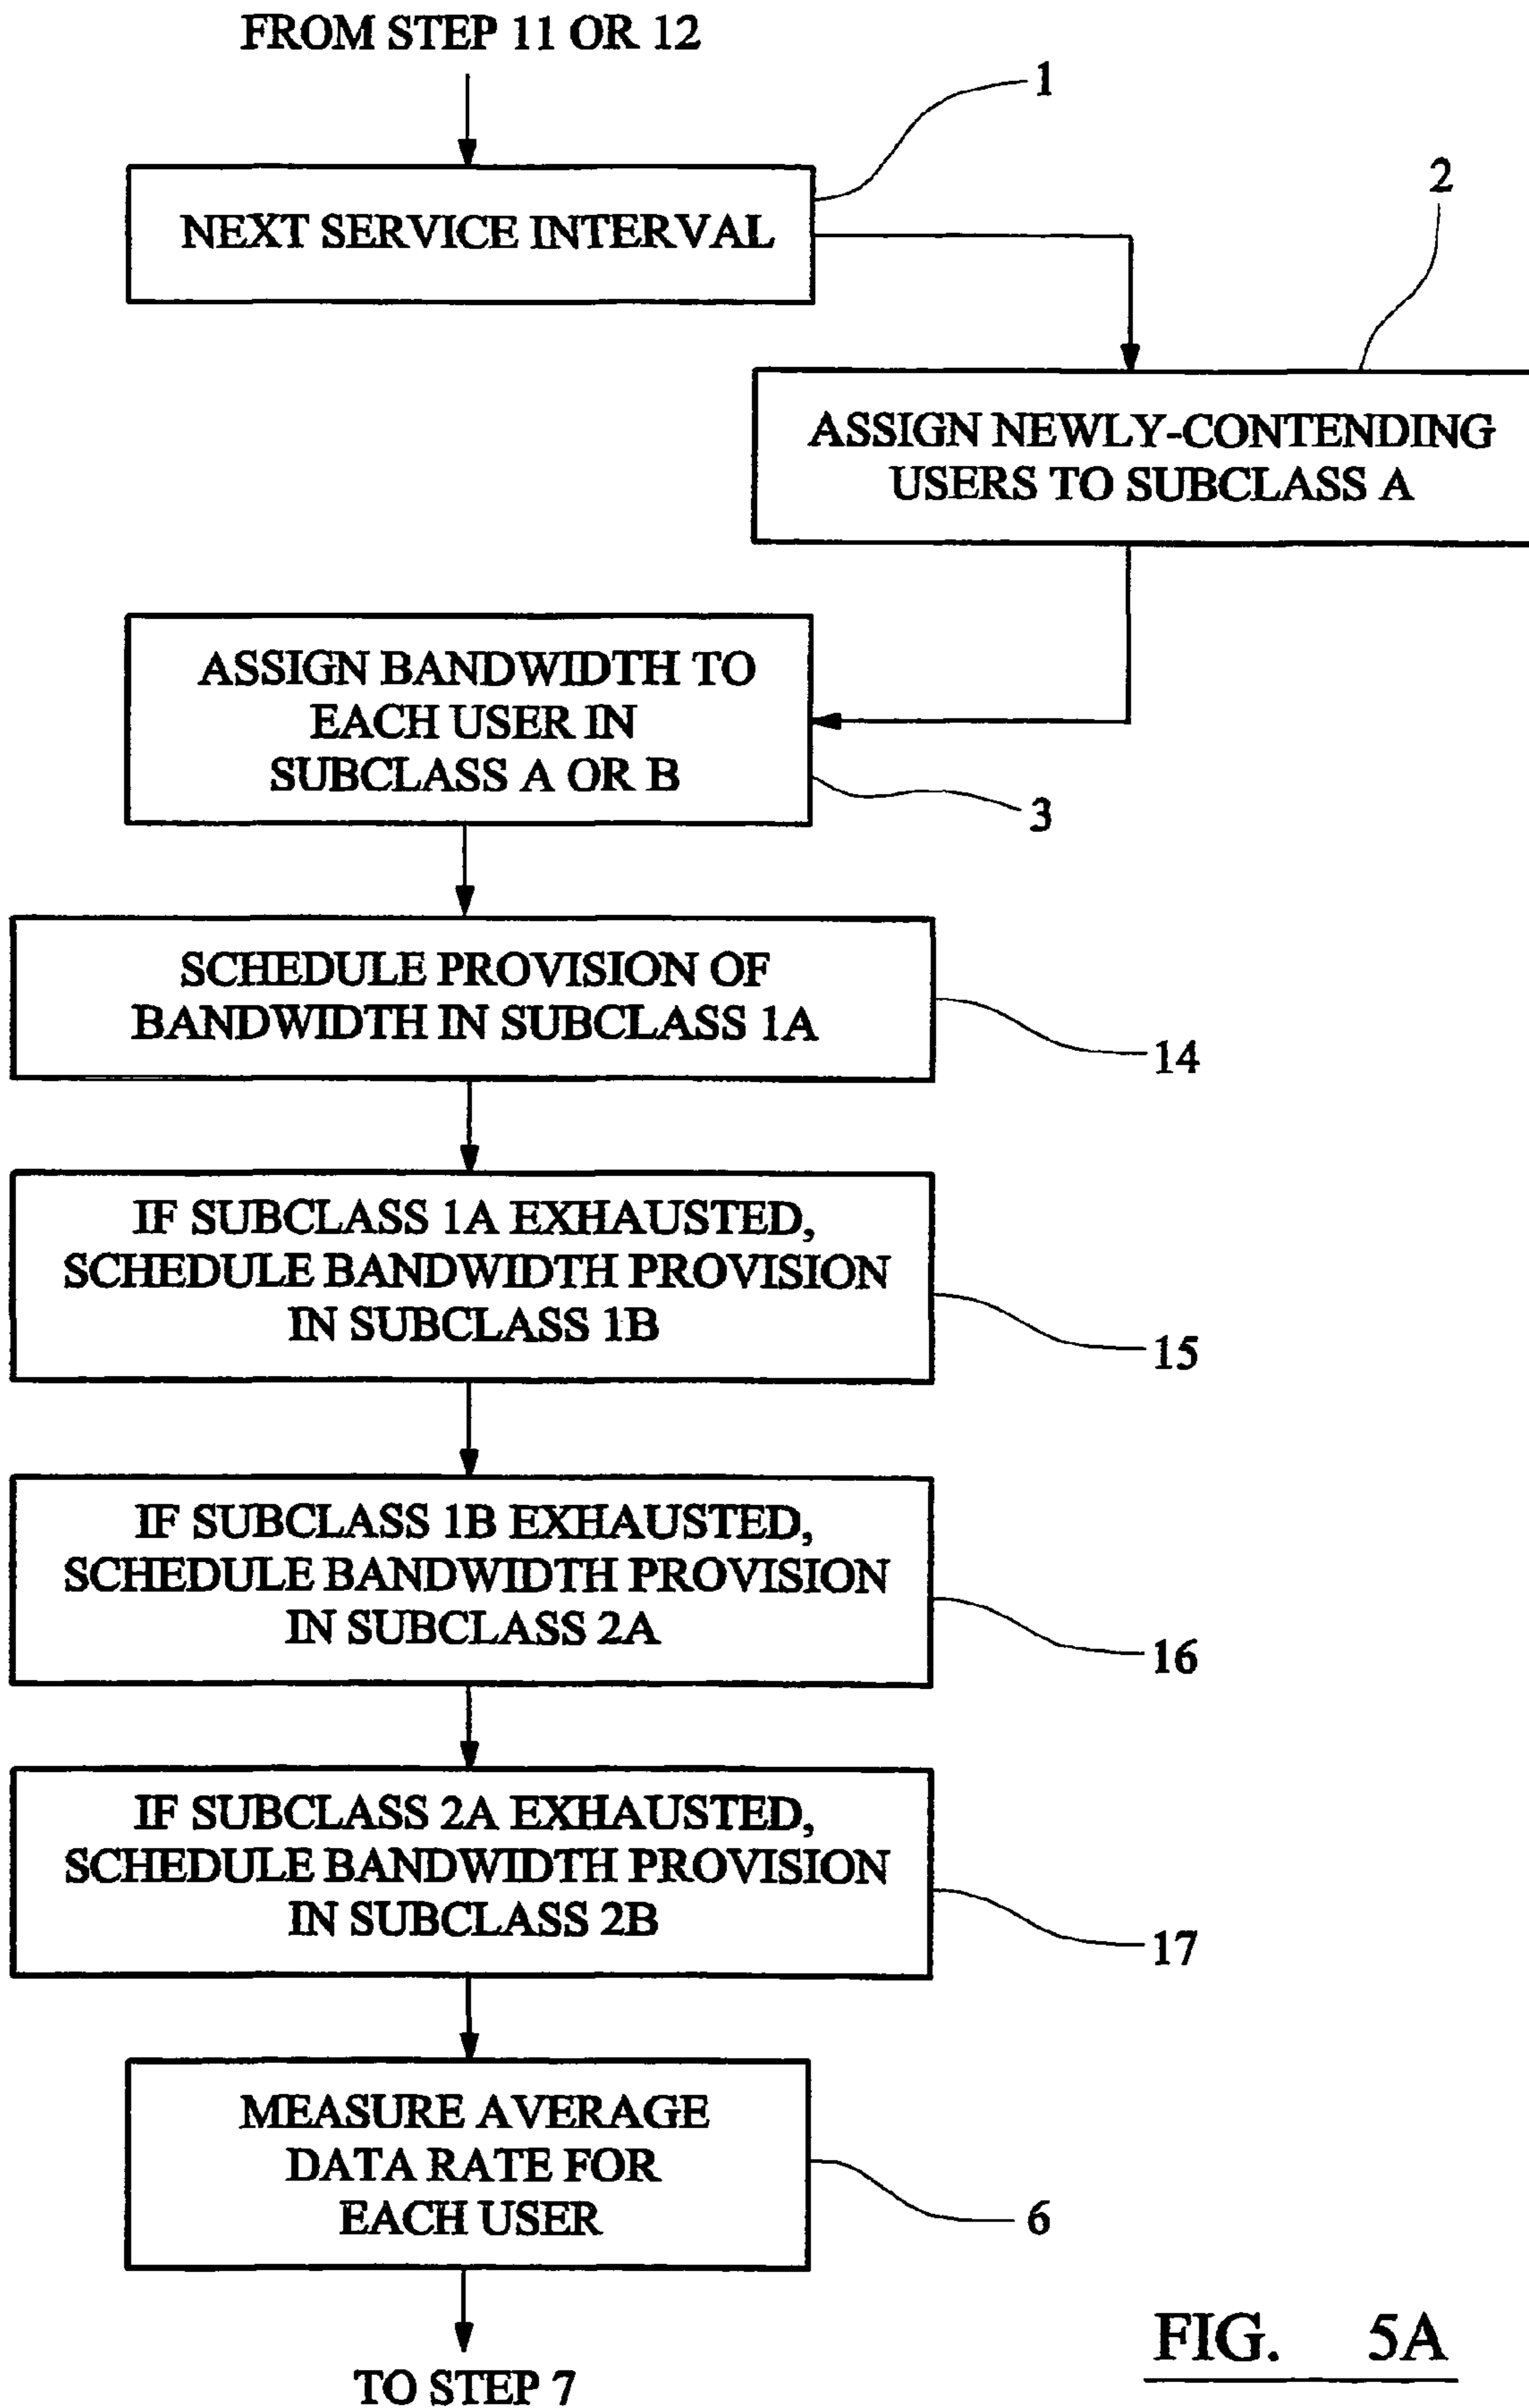 FROM STEP 11 OR 12
1
NEXT SERVICE INTERVAL
2
ASSIGN NEWLY-CONTENDING
USERS TO SUBCLASS A
ASSIGN BANDWIDTH TO
EACH USER IN
SUBCLASS A OR B
3
SCHEDULE PROVISION OF
BANDWIDTH IN SUBCLASS 1A
14
IF SUBCLASS 1A EXHAUSTED,
SCHEDULE BANDWIDTH PROVISION
IN SUBCLASS 1B
15
IF SUBCLASS 1B EXHAUSTED,
SCHEDULE BANDWIDTH PROVISION
IN SUBCLASS 2A
16
IF SUBCLASS 2A EXHAUSTED,
SCHEDULE BANDWIDTH PROVISION
IN SUBCLASS 2B
17
MEASURE AVERAGE
DATA RATE FOR
EACH USER
6
TO STEP 7
FIG. 5A